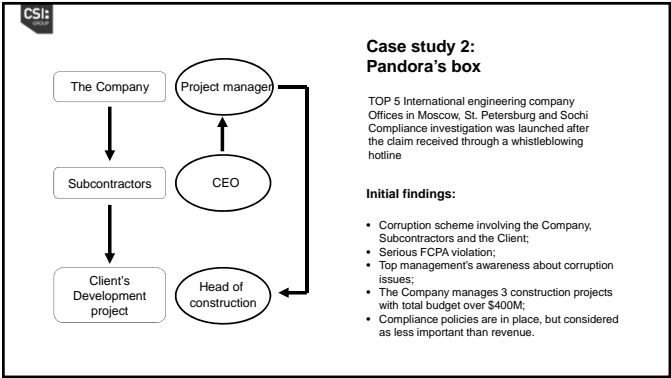 CSI:
GROUP
Case study 2:
Pandora’s box
The Company
Project manager
TOP 5 International engineering company
Offices in Moscow, St. Petersburg and Sochi
Compliance investigation was launched after
the claim received through a whistleblowing
hotline
Subcontractors
CEO
Initial findings:
• Corruption scheme involving the Company,
Subcontractors and the Client;
• Serious FCPA violation;
• Top management’s awareness about corruption
issues;
• The Company manages 3 construction projects
with total budget over $400M;
• Compliance policies are in place, but considered
as less important than revenue.
Client’s
Development
project
Head of
construction